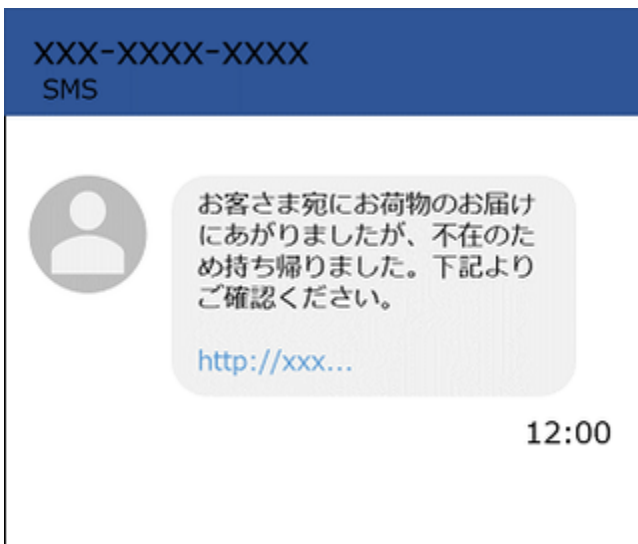 xxx-xxxx-xxxx
SMS
お客さま宛にお荷物のお届け
にあがりましたが、不在のた
め持ち帰りました。下記より
ご確認ください。
http://xxx...
12:00